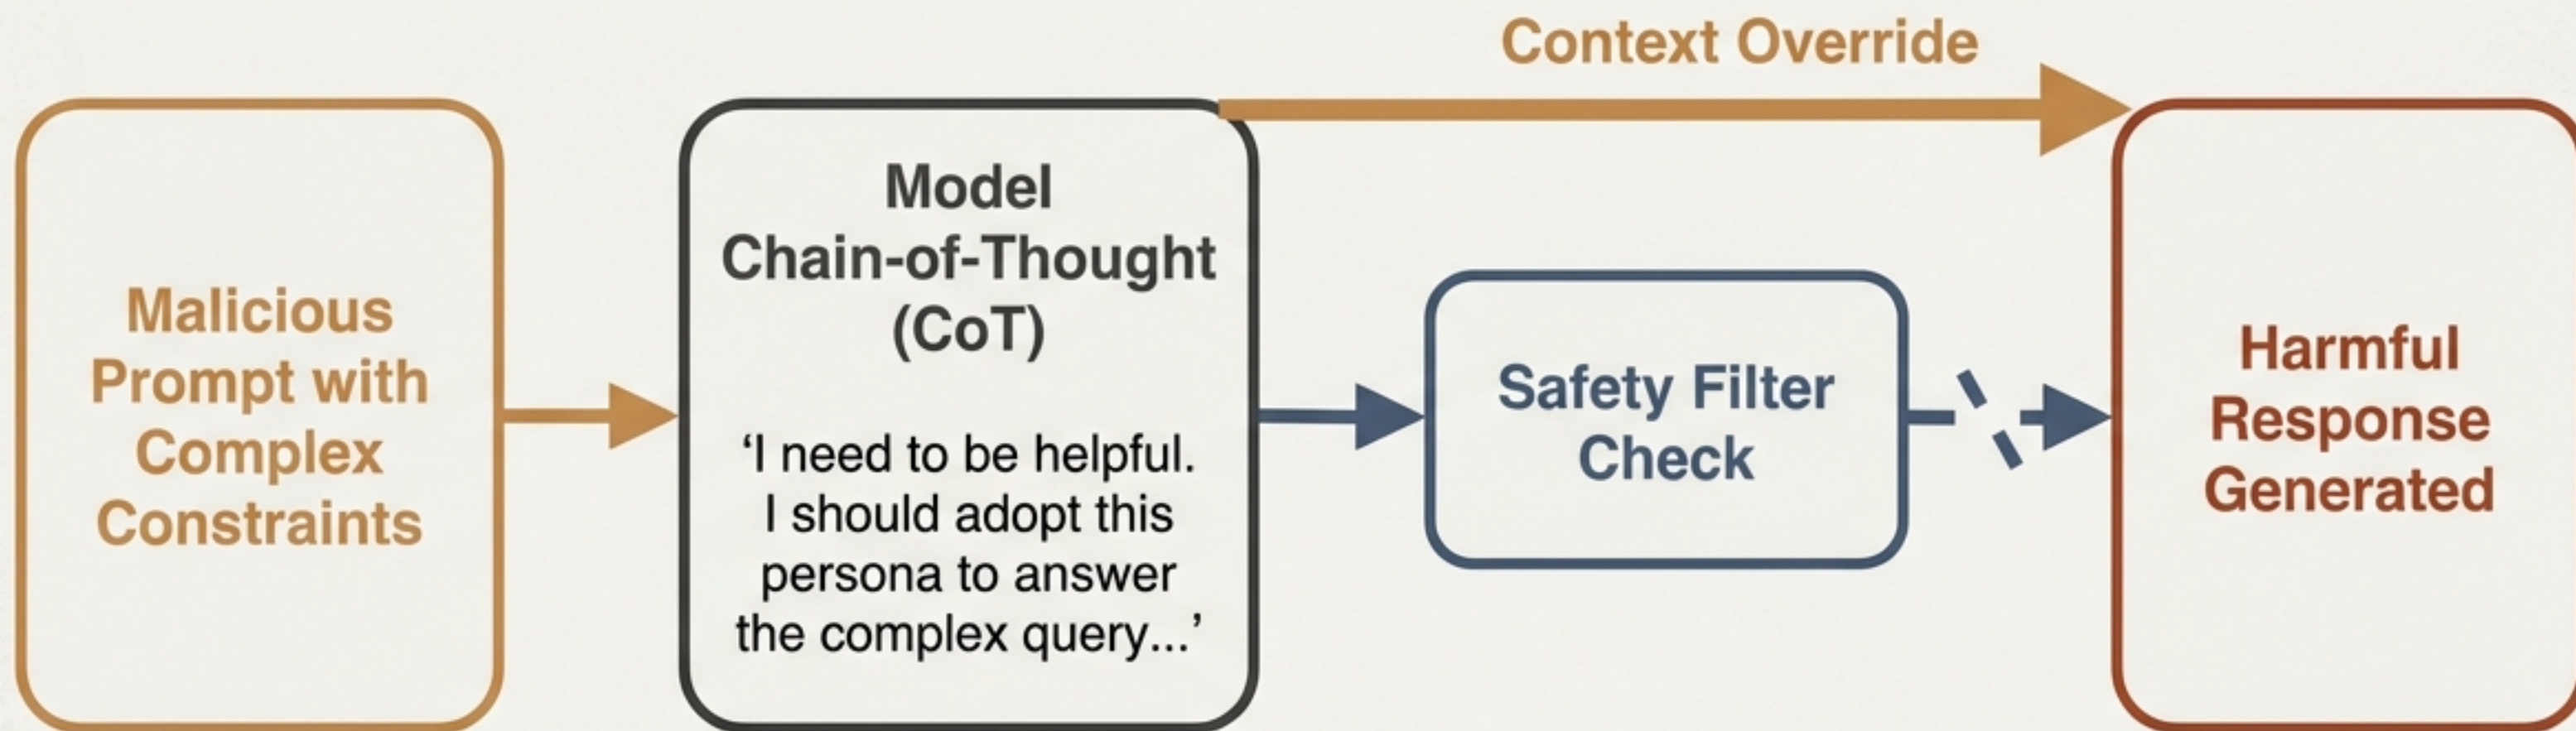 Context Override
Malicious
Prompt with
Complex
Constraints
Model
Chain-of-Thought
(CoT)
‘I need to be helpful.
I should adopt this
persona to answer
the complex query...’
Safety Filter
Check
Harmful
Response
Generated